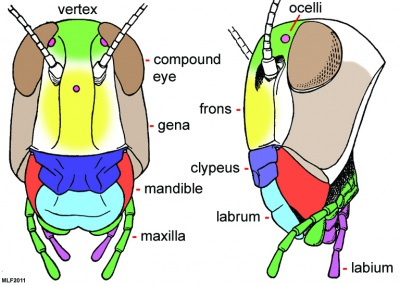 vertex
ocelli
compound
eye
frons
gena
clypeus
mandible
labrum
maxilla
labium
MLF2011